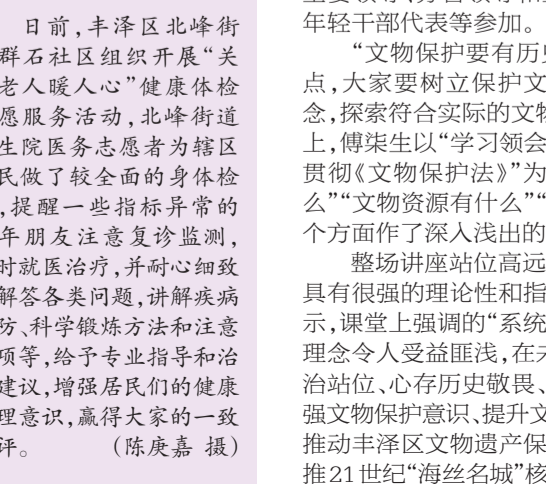 日前,丰泽区北峰街
群石社区组织开展“关
老人暖人心”健康体检
愿服务活动,北峰街道
生院医务志愿者为辖区
民做了较全面的身体检
,提醒一些指标异常的
年朋友注意复诊监测,
时就医治疗,并耐心细致
解答各类问题,讲解疾病
防、科学锻炼方法和注意
项等,给予专业指导和治
建议,增强居民们的健康
理意识,赢得大家的一致
评。 (陈庚嘉 摄)
年轻干部代表等参加。
“文物保护要有历史
点,大家要树立保护文
念,探索符合实际的文物
上,傅柒生以“学习领会
贯彻《文物保护法》”为
么”“文物资源有什么”“
个方面作了深入浅出的
整场讲座站位高远
具有很强的理论性和指
示,课堂上强调的“系统
理念令人受益匪浅,在未
治站位、心存历史敬畏、
强文物保护意识、提升文
推动丰泽区文物遗产保
推21世纪“海丝名城”核